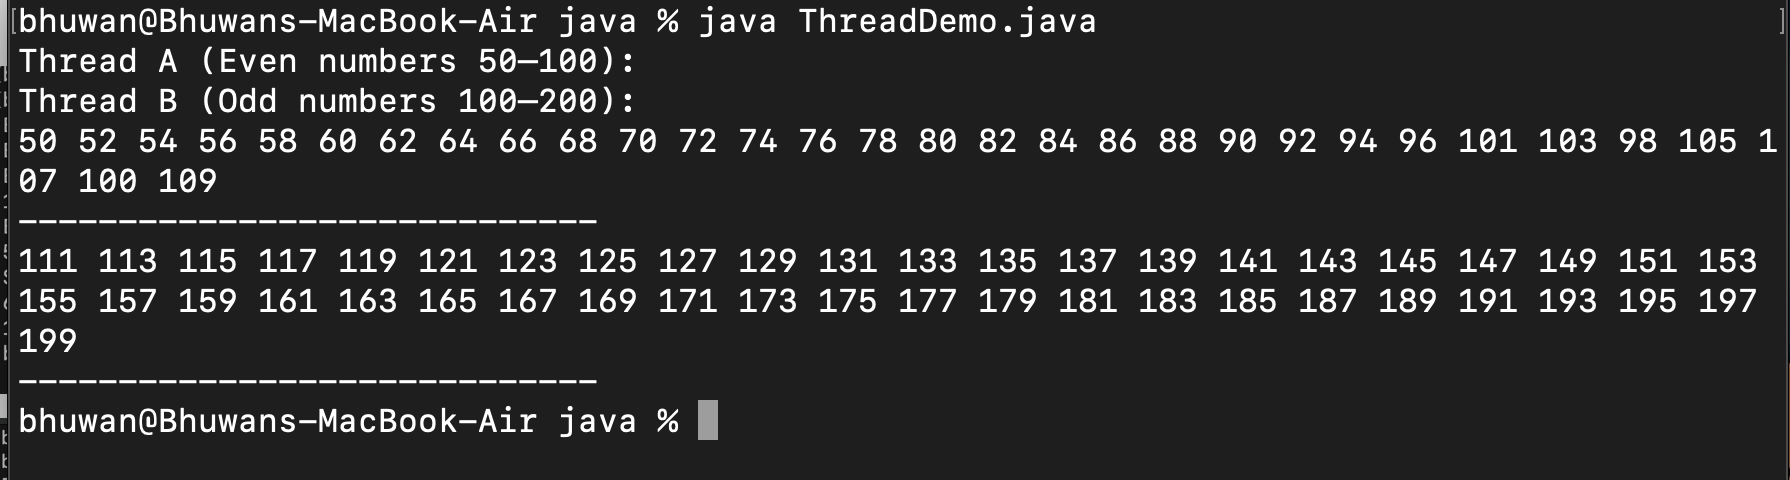 [bhuwan@Bhuwans-MacBook-Air java % java ThreadDemo.java ]
Thread A (Even numbers 50–100):
Thread B (Odd numbers 100–200):
50 52 54 56 58 60 62 64 66 68 70 72 74 76 78 80 82 84 86 88 90 92 94 96 101 103 98 105 1
07 100 109
-----------------------------
111 113 115 117 119 121 123 125 127 129 131 133 135 137 139 141 143 145 147 149 151 153
155 157 159 161 163 165 167 169 171 173 175 177 179 181 183 185 187 189 191 193 195 197
199
-----------------------------
bhuwan@Bhuwans-MacBook-Air java %